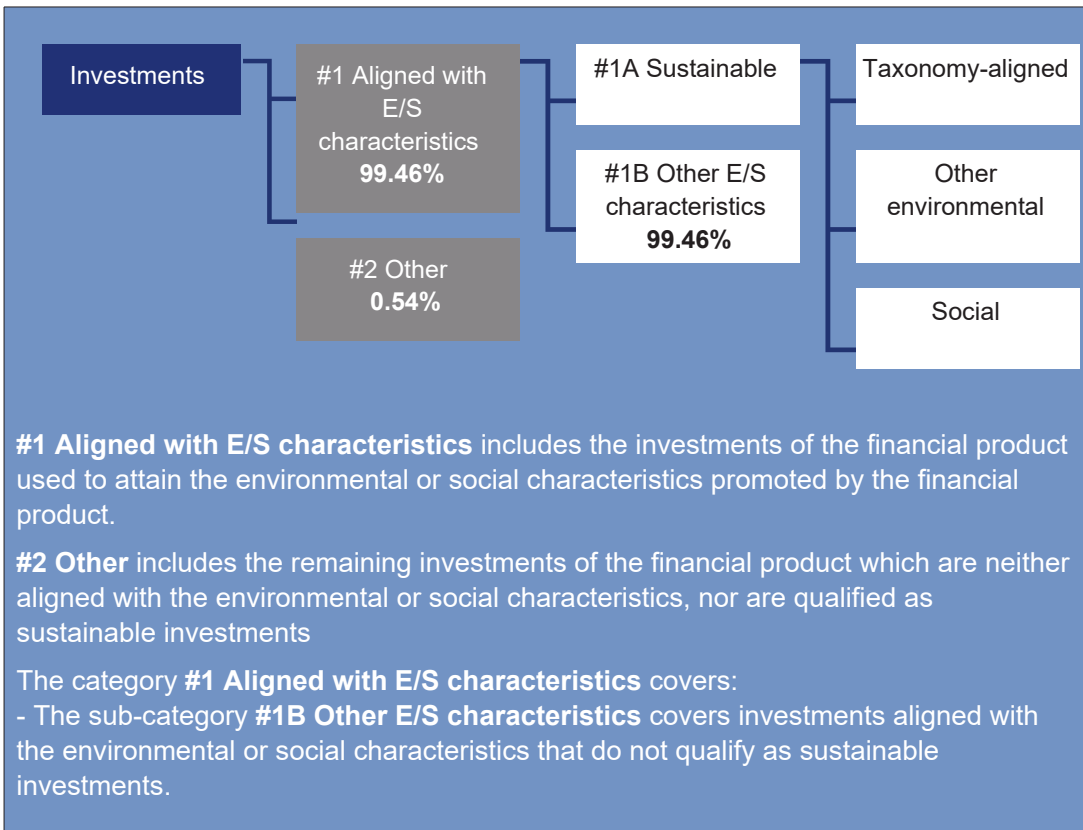 Investments
#1 Aligned with
E/S
characteristics
99.46%
#2 Other
0.54%
#1A Sustainable
#1B Other E/S
characteristics
99.46%
Taxonomy-aligned
Other
environmental
Social
#1 Aligned with E/S characteristics includes the investments of the financial product
used to attain the environmental or social characteristics promoted by the financial
product.
#2 Other includes the remaining investments of the financial product which are neither
aligned with the environmental or social characteristics, nor are qualified as
sustainable investments
The category #1 Aligned with E/S characteristics covers:
- The sub-category #1B Other E/S characteristics covers investments aligned with
the environmental or social characteristics that do not qualify as sustainable
investments.